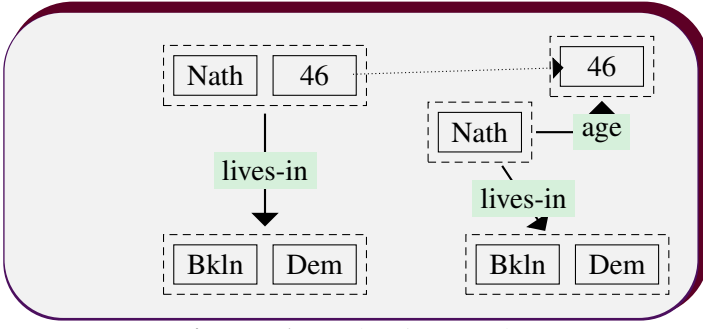 Nath 46
46
Nath
age
lives-in
lives-in
Bkln Dem
Bkln Dem